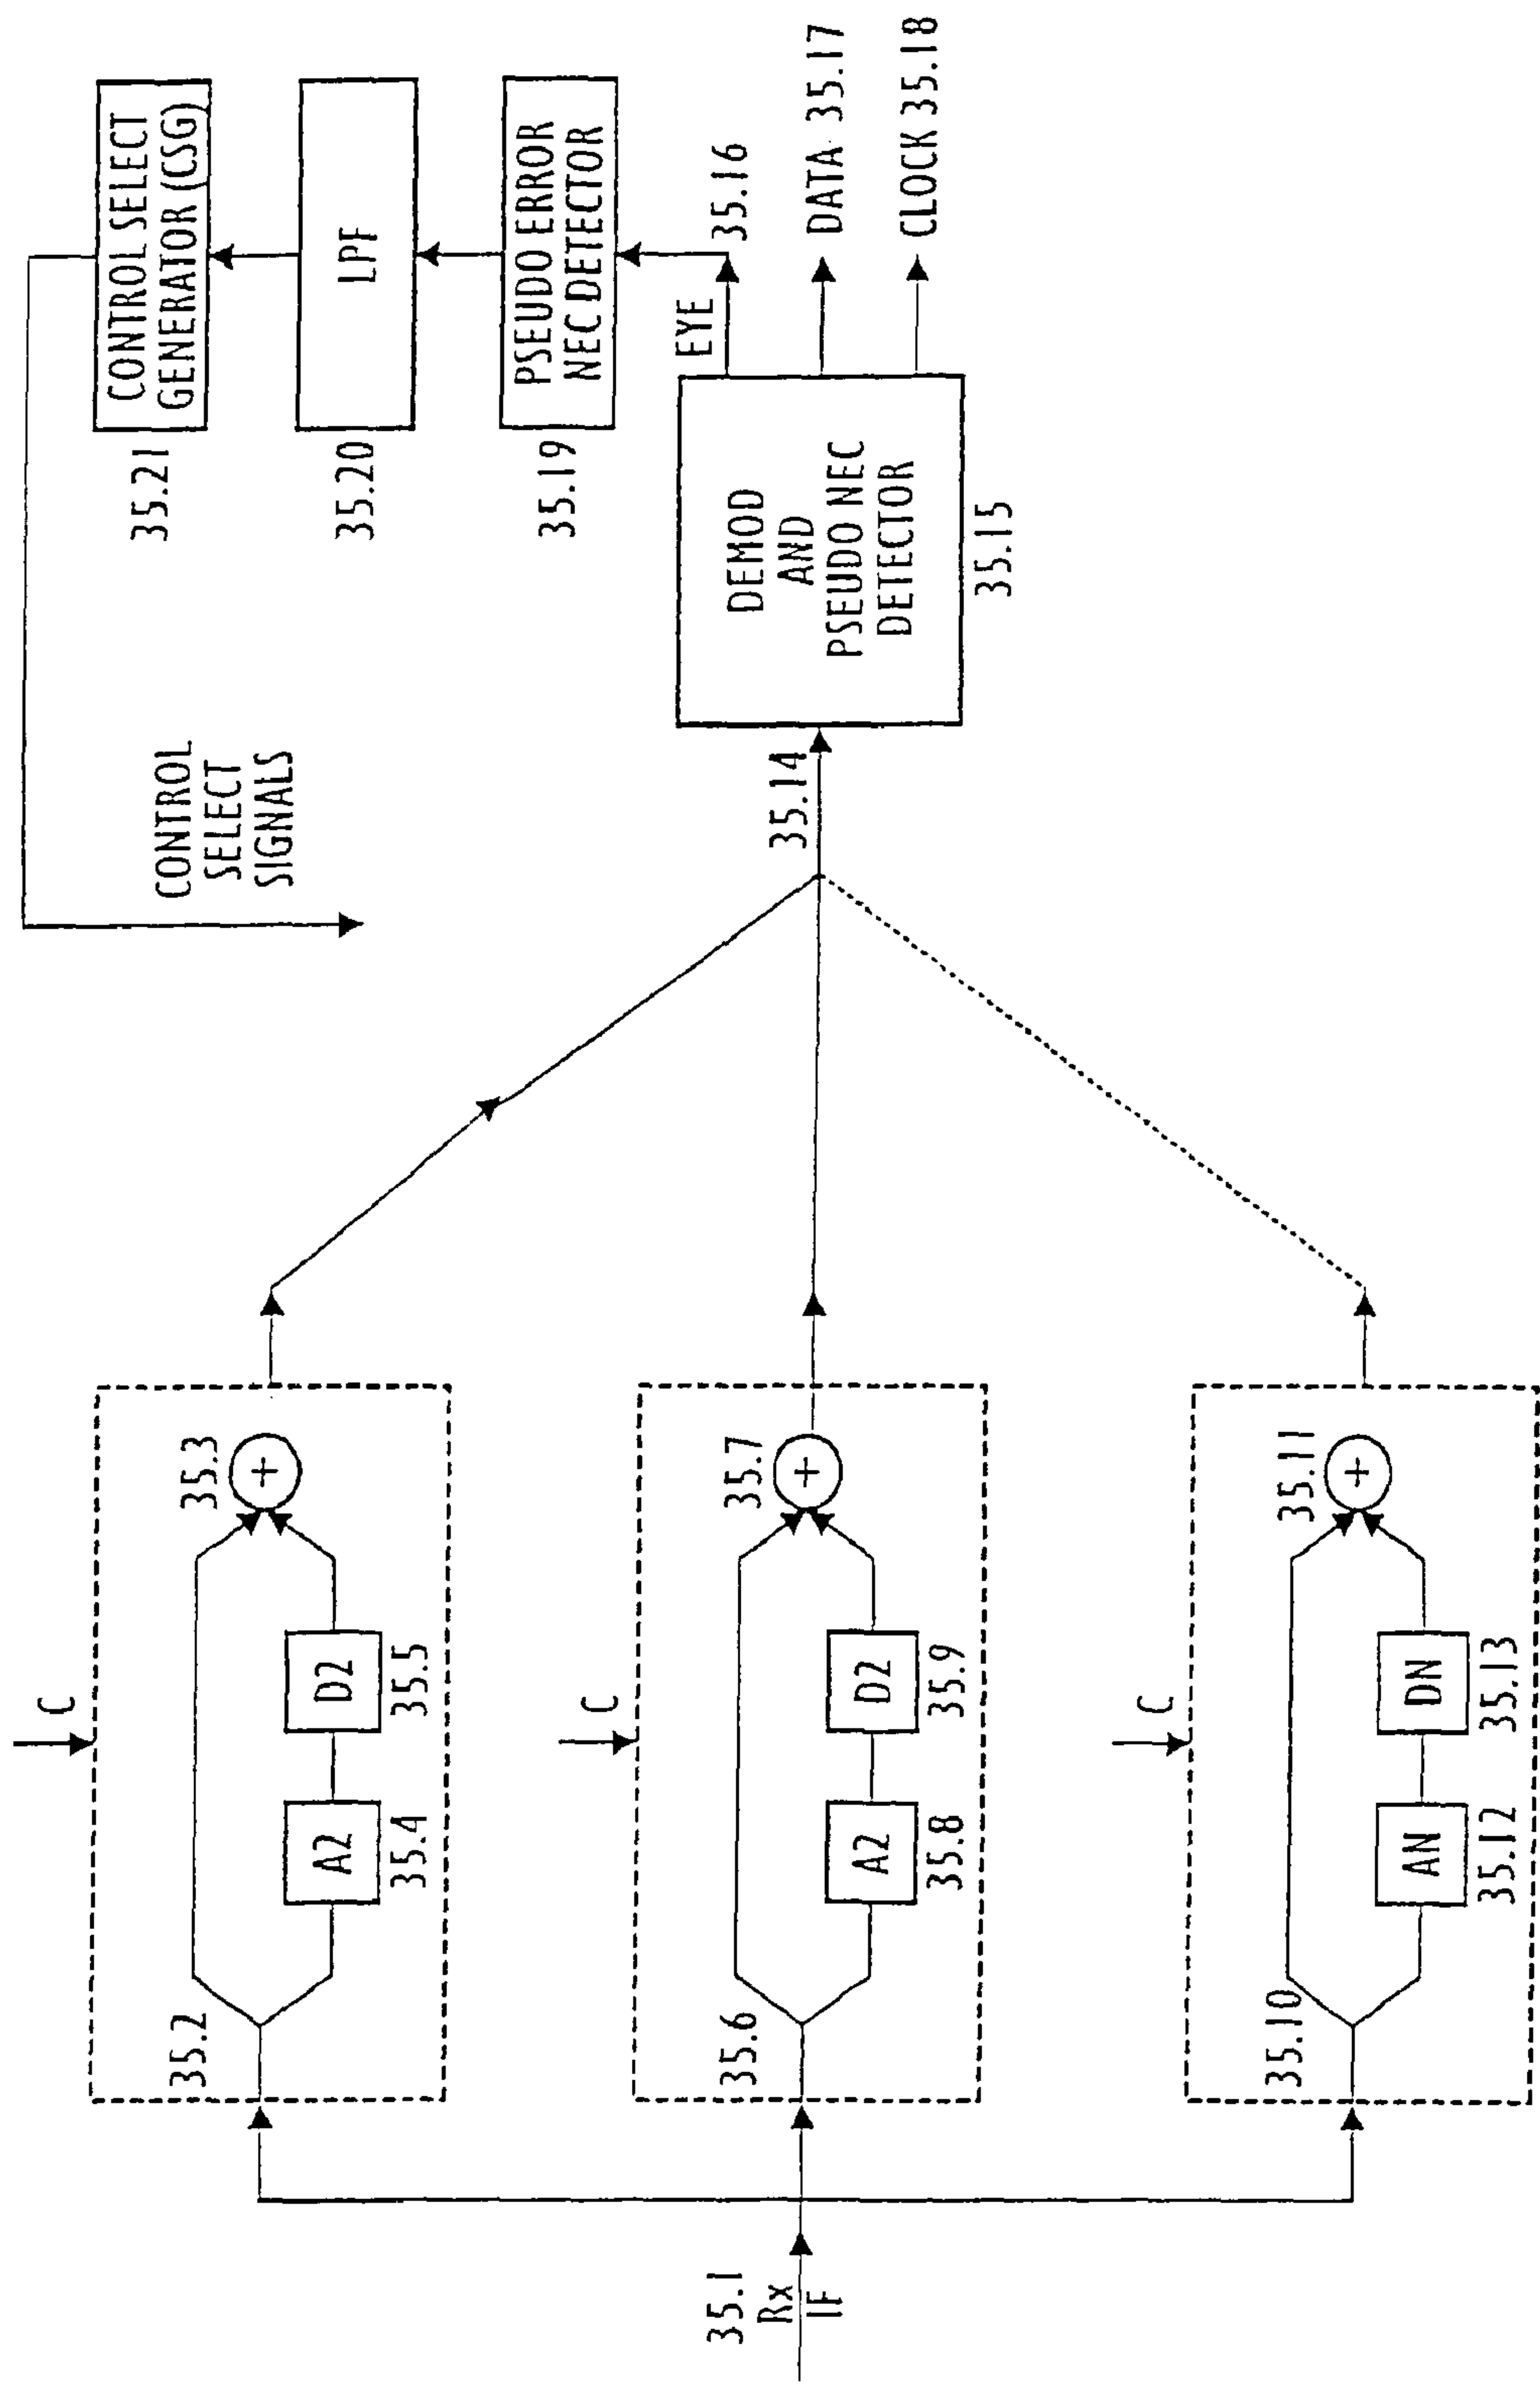 35.1
Rx
IF
35.2
35.3
A2
35.4
D2
35.5
C
35.6
35.7
A2
35.8
D2
35.9
C
35.10
35.11
AN
35.12
DN
35.13
C
CONTROL
SELECT
SIGNALS
35.14
DEMOD
AND
PSEUDO NEC
DETECTOR
35.15
EYE
35.16
DATA 35.17
CLOCK 35.18
PSEUDO ERROR
NEC DETECTOR
35.19
LPF
35.20
CONTROL SELECT
GENERATOR (CSG)
35.21